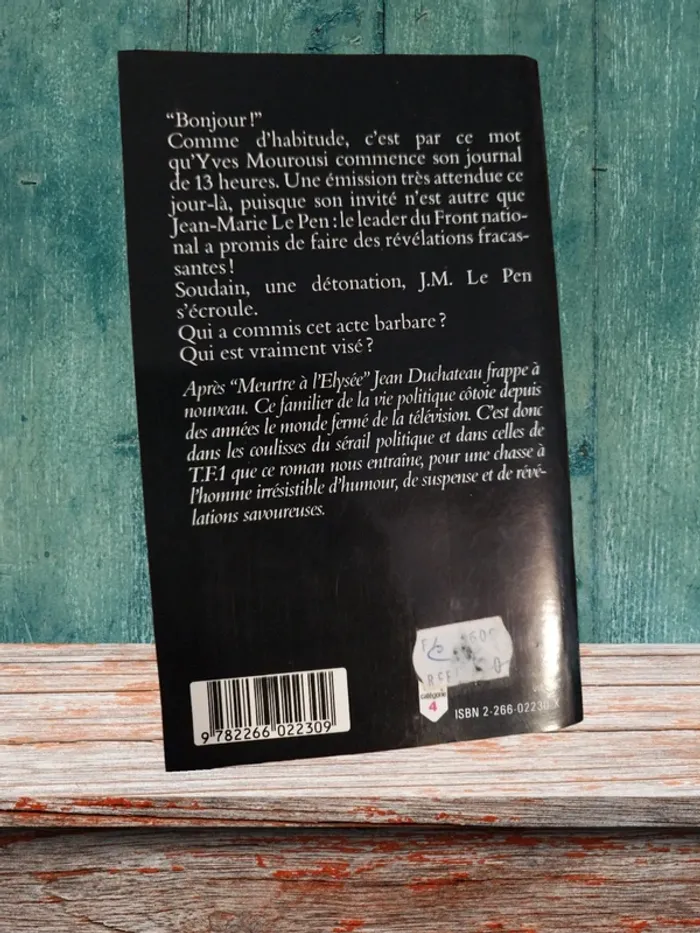 “Bonjour !”
Comme d’habitude, c’est par ce mot
qu’Yves Mourousi commence son journal
de 13 heures. Une émission très attendue ce
jour-là, puisque son invité n’est autre que
Jean-Marie Le Pen : le leader du Front natio-
nal a promis de faire des révélations fracas-
santes !
Soudain, une détonation, J.M. Le Pen
s’écroule.
Qui a commis cet acte barbare ?
Qui est vraiment visé ?
Après “Meurtre à l’Elysée” Jean Duchateau frappe à
nouveau. Ce familier de la vie politique côtoie depuis
des années le monde fermé de la télévision. C’est donc
dans les coulisses du sérail politique et dans celles de
T.F.1 que ce roman nous entraîne, pour une chasse à
l’homme irrésistible d’humour, de suspense et de révé-
lations savoureuses.
catégorie
4
ISBN 2-266-02230-X
9 782266 022309